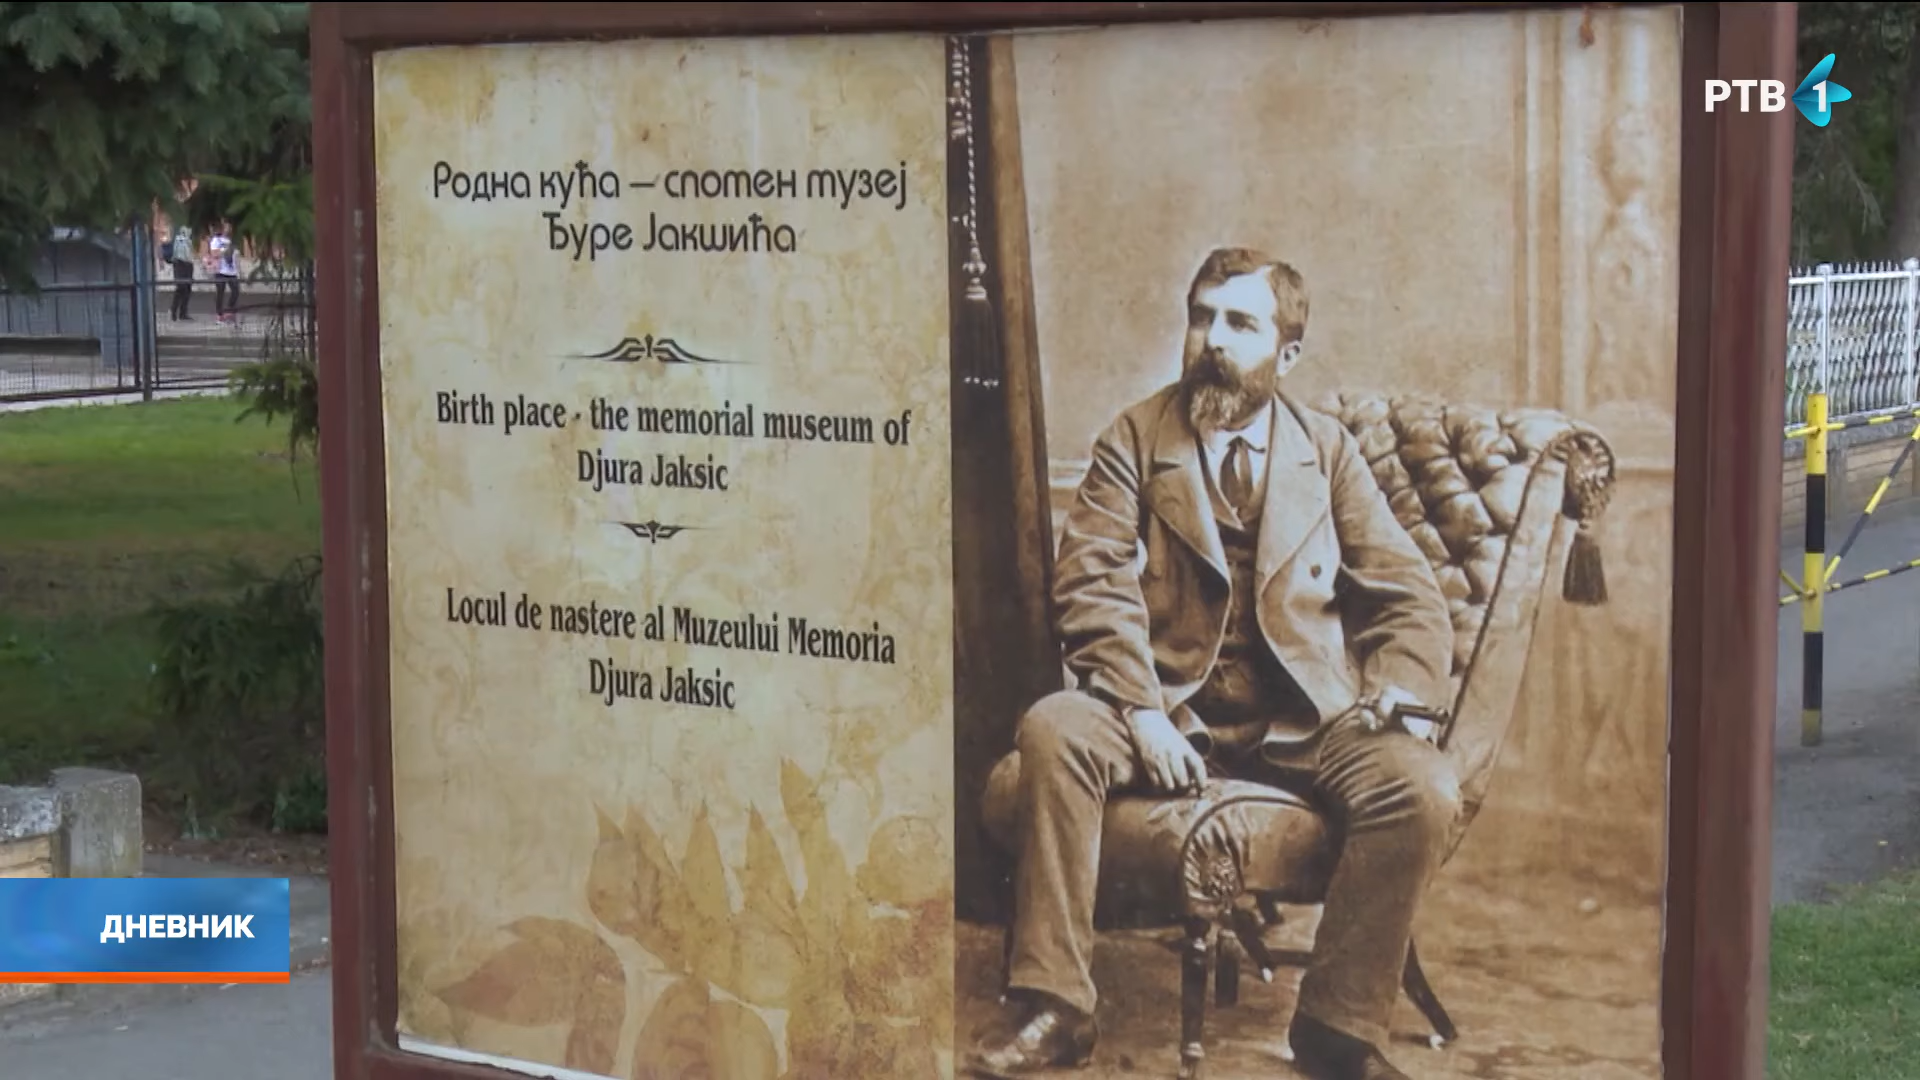 РТВ 1
Родна кућа – спомен музеј
Ђуре Јакшића
Birth place - the memorial museum of
Djura Jaksic
Locul de nastere al Muzeului Memoria
Djura Jaksic
ДНЕВНИК